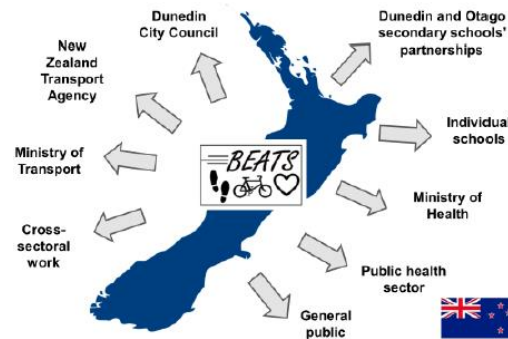 Dunedin
City Council
Dunedin and Otago
secondary schools'
partnerships
New
Zealand
Transport
Agency
Individual
schools
Ministry of
Transport
BEATS
Ministry of
Health
Cross-
sectoral
work
Public health
sector
General
public